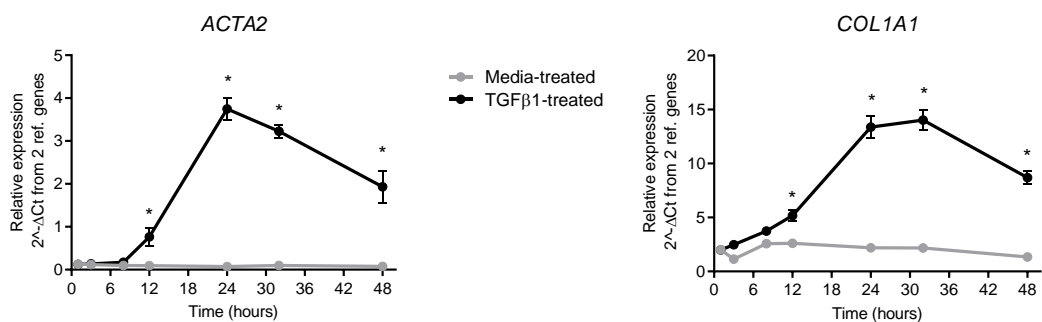 ACTA2
COL1A1
Relative expression
2^-ΔCt from 2 ref. genes
5
4
3
2
1
0
*
*
*
*
0 6 12 18 24 30 36 42 48
Time (hours)
Media-treated
TGFβ1-treated
Relative expression
2^-ΔCt from 2 ref. genes
20
15
10
5
0
*
*
*
*
0 6 12 18 24 30 36 42 48
Time (hours)